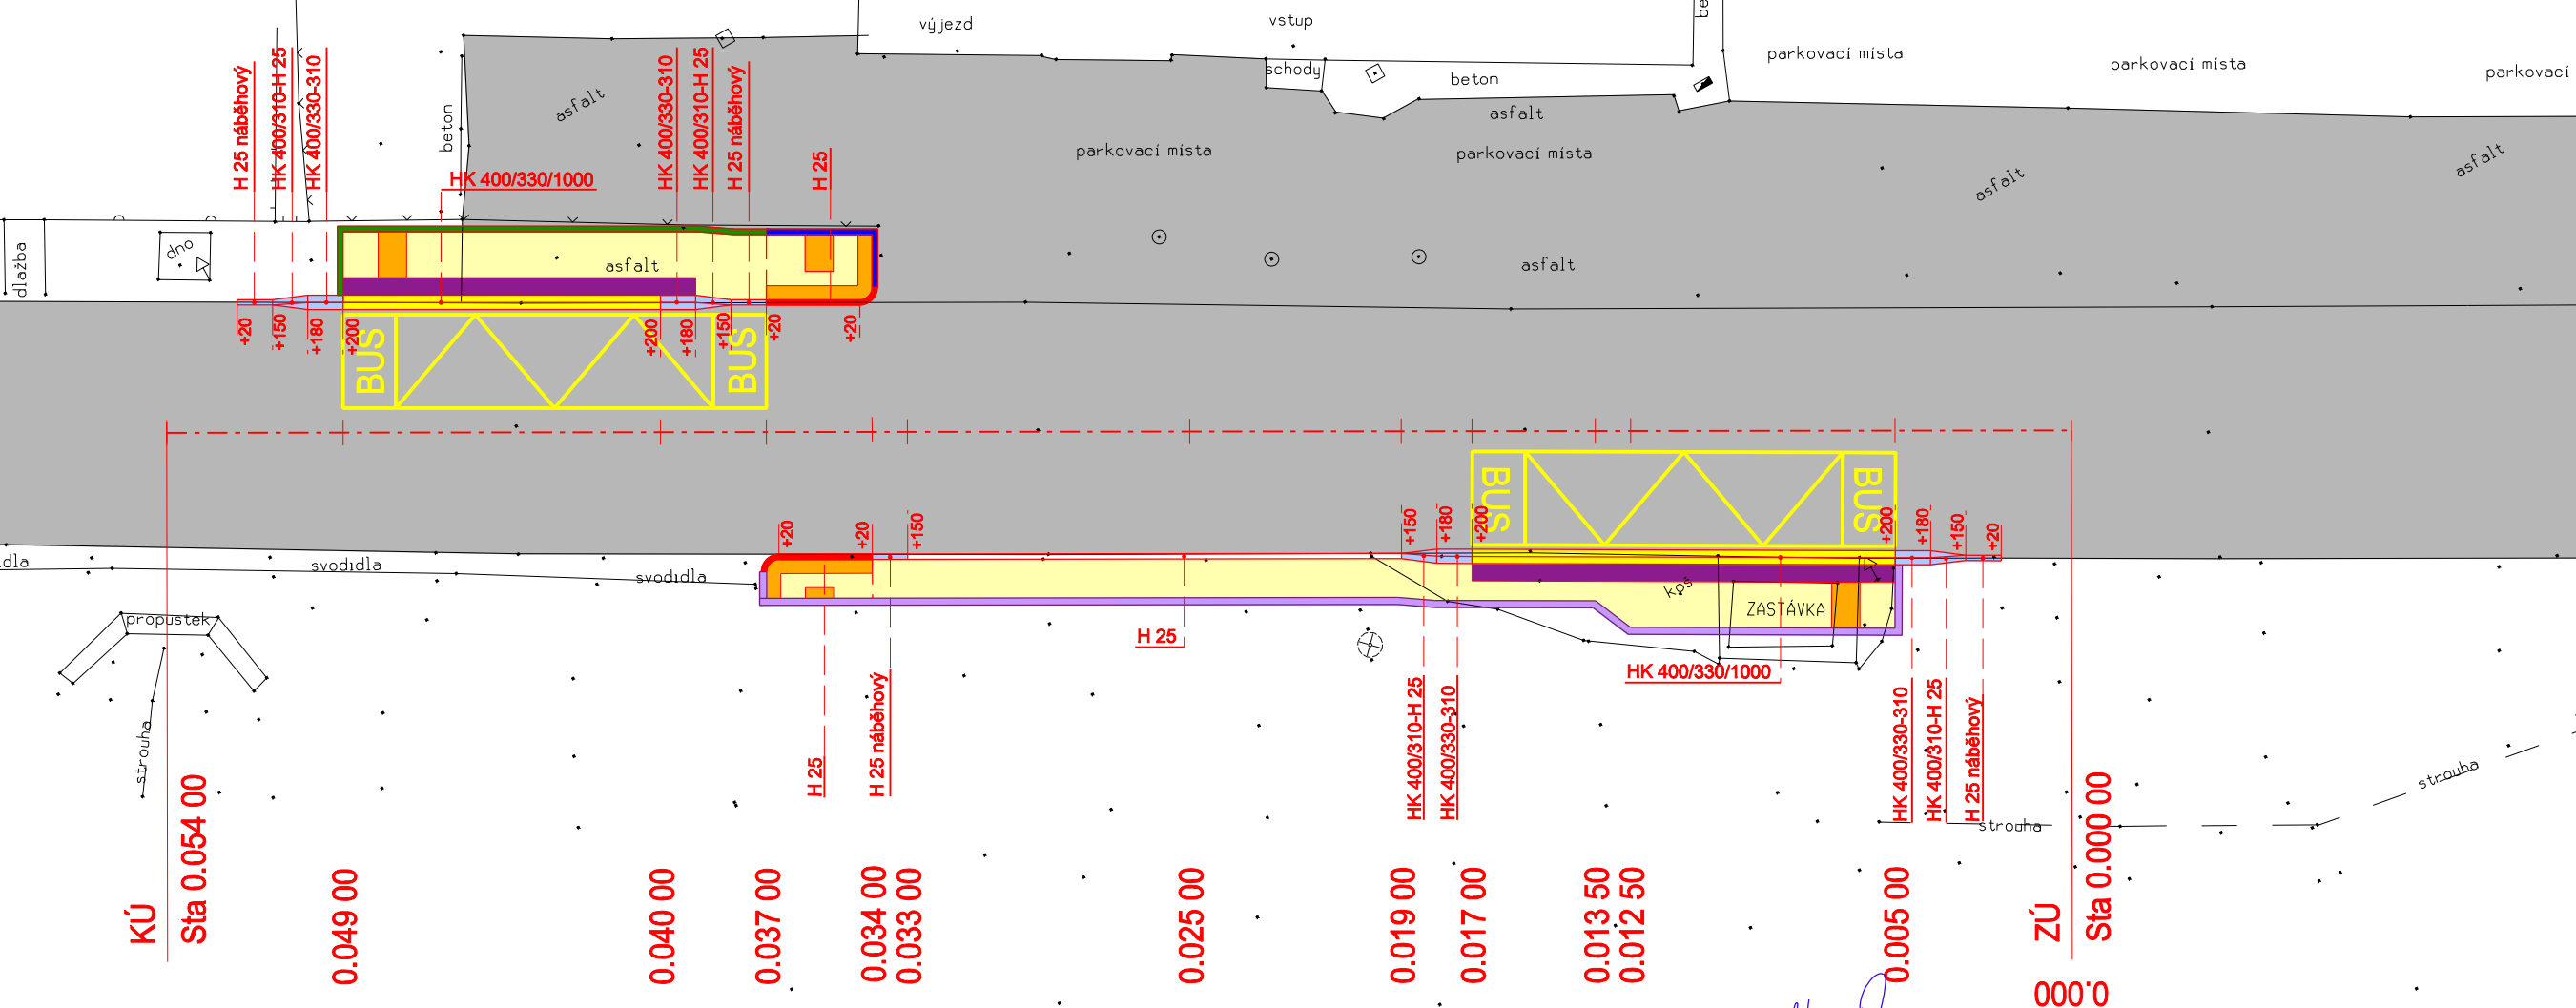 výjezd
vstup
schody
beton
asfalt
parkovací místa
parkovací místa
parkovací
parkovací místa
parkovací místa
asfalt
asfalt
asfalt
asfalt
beton
H 25 náběhový
HK 400/310-H 25
HK 400/330-310
HK 400/330/1000
HK 400/330-310
HK 400/310-H 25
H 25 náběhový
H 25
dlažba
dno
asfalt
asfalt
+20
+150
+180
+200
+200
+180
+150
+20
+20
BUS
BUS
BUS
BUS
+20
+20
+150
+150
+180
+200
+200
+180
+150
+20
dla
svodidla
svodidla
koš
ZASTÁVKA
propustek
strouha
H 25
H 25
H 25 náběhový
HK 400/310-H 25
HK 400/330-310
HK 400/330/1000
HK 400/330-310
HK 400/310-H 25
H 25 náběhový
strouha
strouha
KÚ
Sta 0.054 00
0.049 00
0.040 00
0.037 00
0.034 00
0.033 00
0.025 00
0.019 00
0.017 00
0.013 50
0.012 50
0.005 00
ZÚ
Sta 0.000 00
0.000